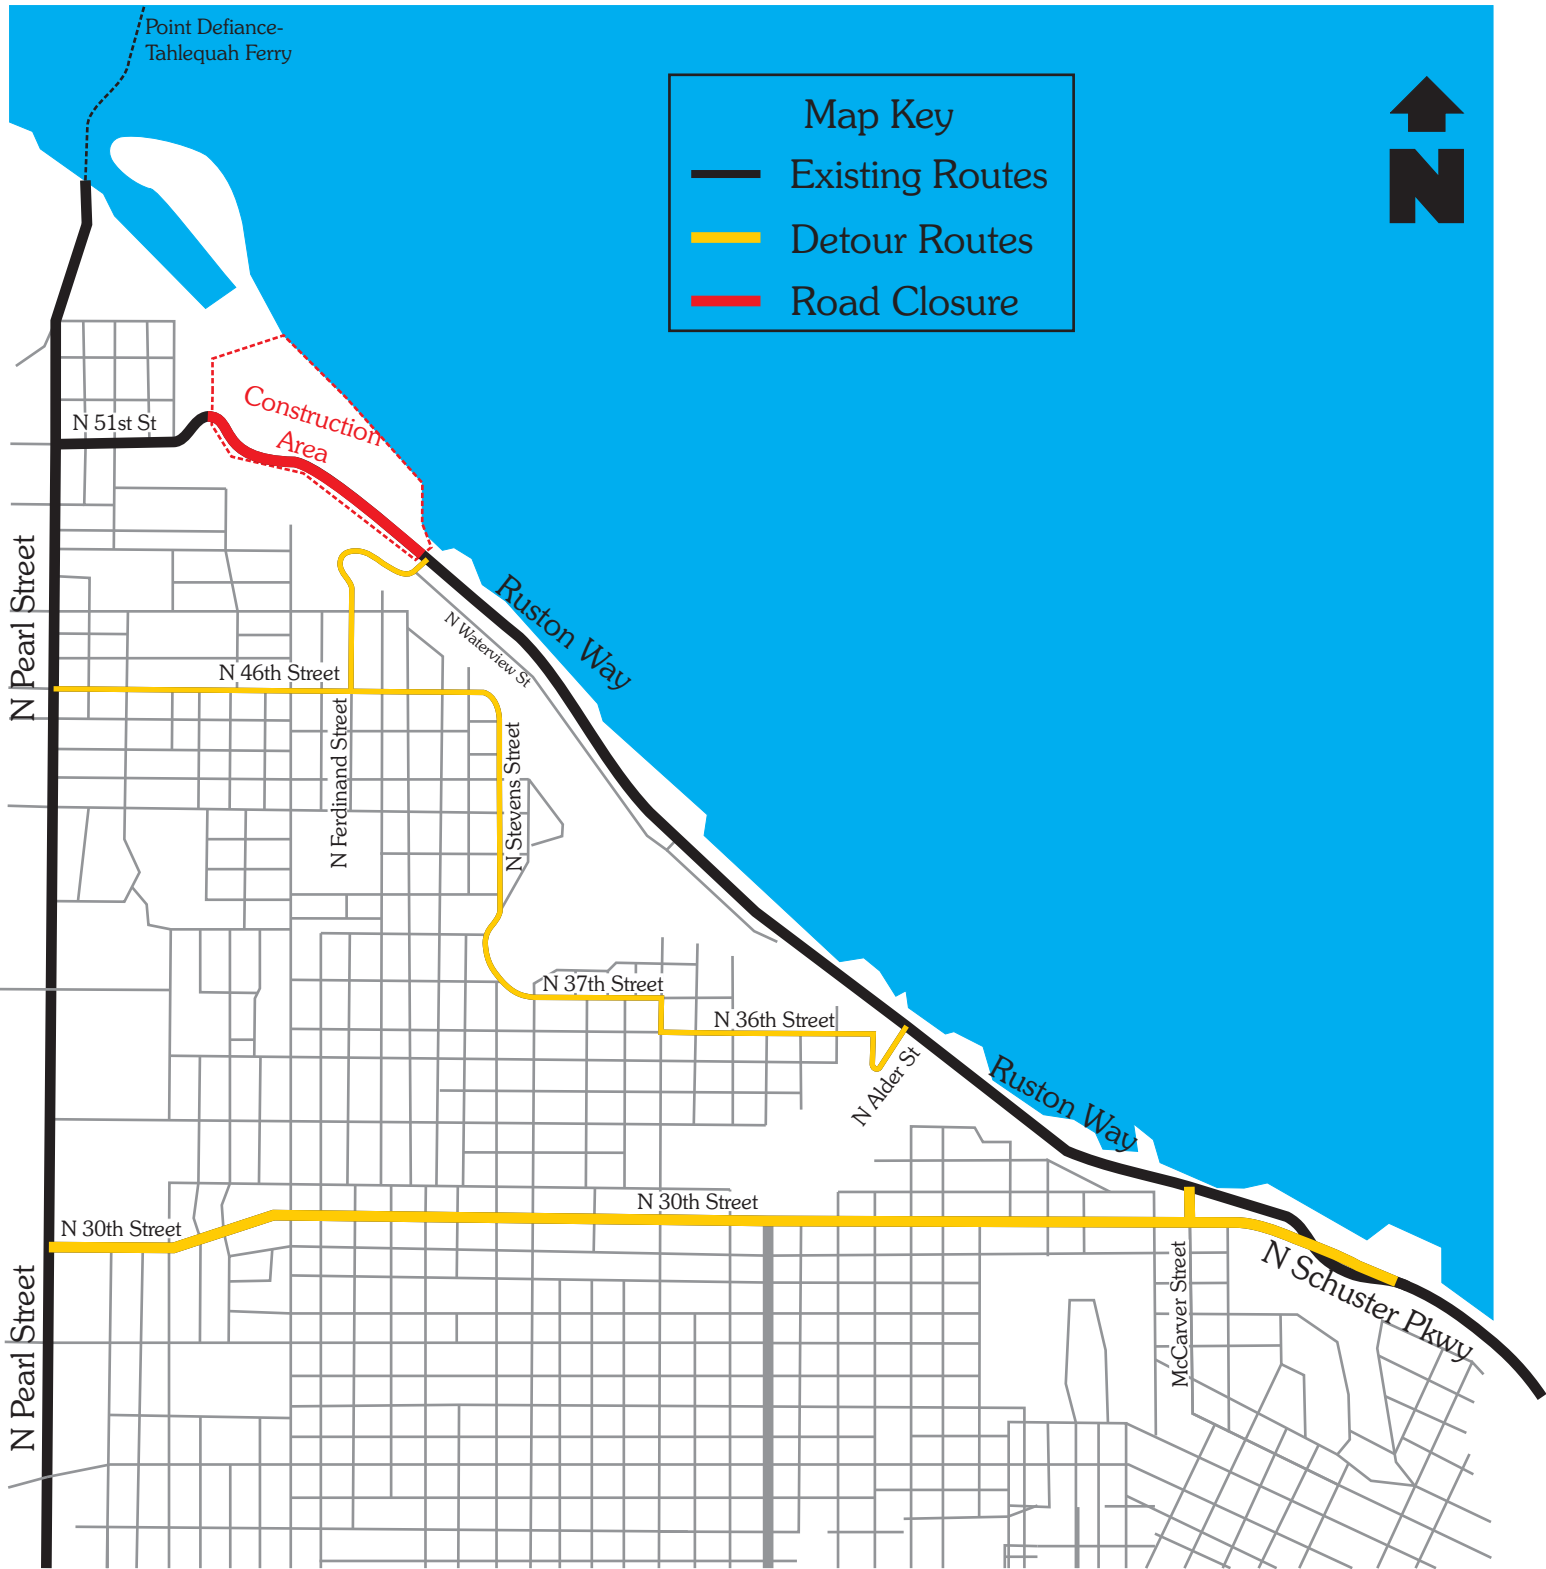 Point Defiance-
Tahlequah Ferry
Map Key
Existing Routes
Detour Routes
Road Closure
N
Construction
Area
N 51st St
N Pearl Street
Ruston Way
N Waterview St
N 46th Street
N Ferdinand Street
N Stevens Street
N 37th Street
N 36th Street
N Alder St
Ruston Way
N 30th Street
N 30th Street
N Schuster Pkwy
McCarver Street
N Pearl Street